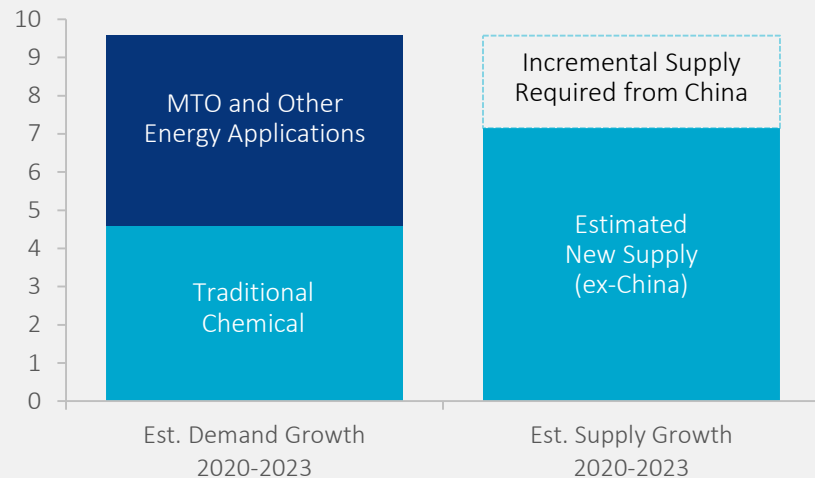 10
9
8
7
6
5
4
3
2
1
0
MTO and Other
Energy Applications
Traditional
Chemical
Incremental Supply
Required from China
Estimated
New Supply
(ex-China)
Est. Demand Growth
2020-2023
Est. Supply Growth
2020-2023